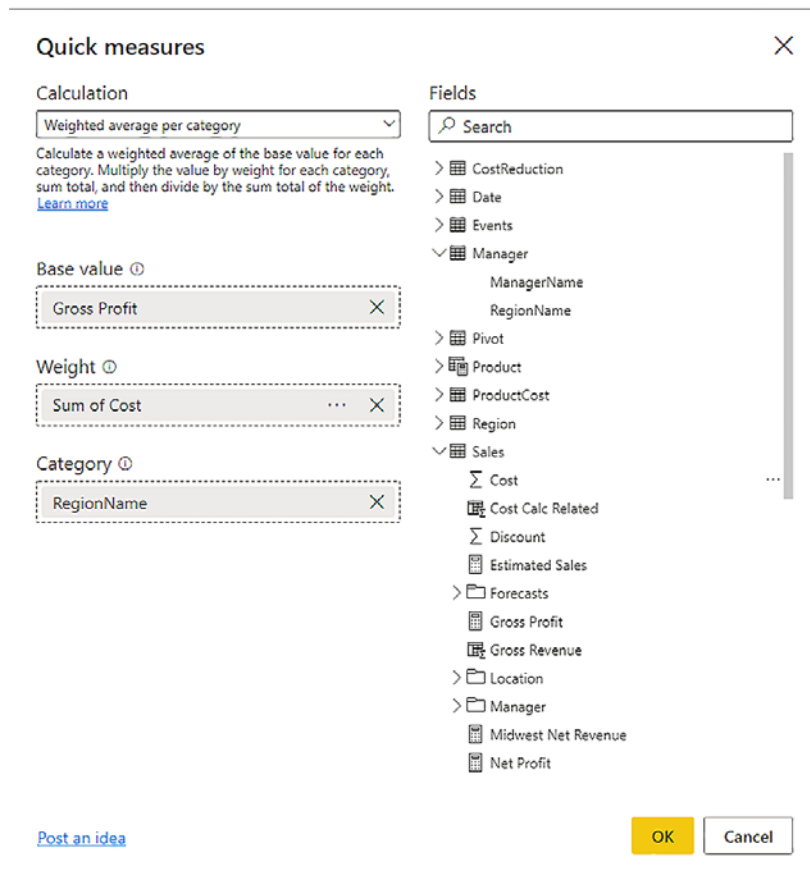 Quick measures
Calculation
Weighted average per category
Calculate a weighted average of the base value for each
category. Multiply the value by weight for each category,
sum total, and then divide by the sum total of the weight.
Learn more
Base value
Gross Profit
Weight
Sum of Cost
Category
RegionName
Fields
Search
CostReduction
Date
Events
Manager
ManagerName
RegionName
Pivot
Product
ProductCost
Region
Sales
Cost
Cost Calc Related
Discount
Estimated Sales
Forecasts
Gross Profit
Gross Revenue
Location
Manager
Midwest Net Revenue
Net Profit
Post an idea
OK
Cancel